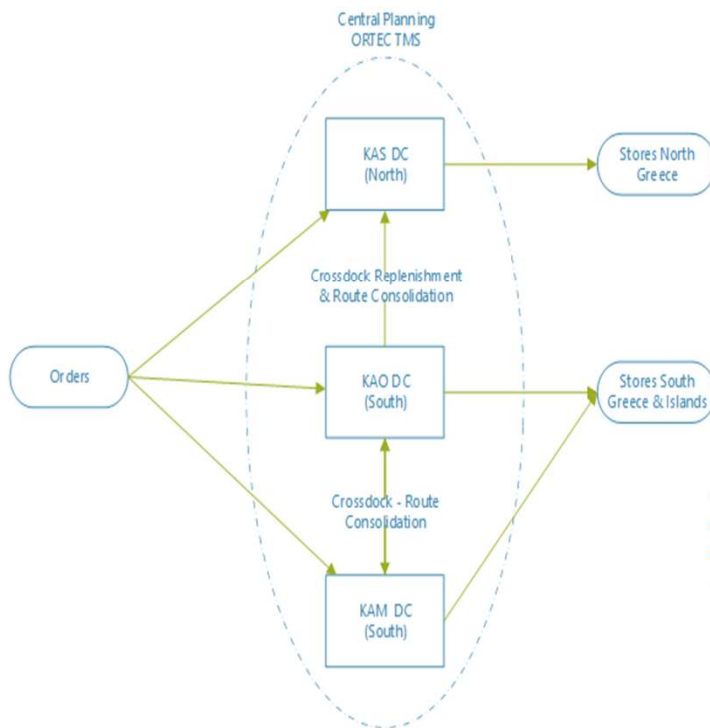 Central Planning
ORTEC TMS
KAS DC
(North)
Stores North
Greece
Crossdock Replenishment
& Route Consolidation
Orders
KAO DC
(South)
Stores South
Greece & Islands
Crossdock - Route
Consolidation
KAM DC
(South)